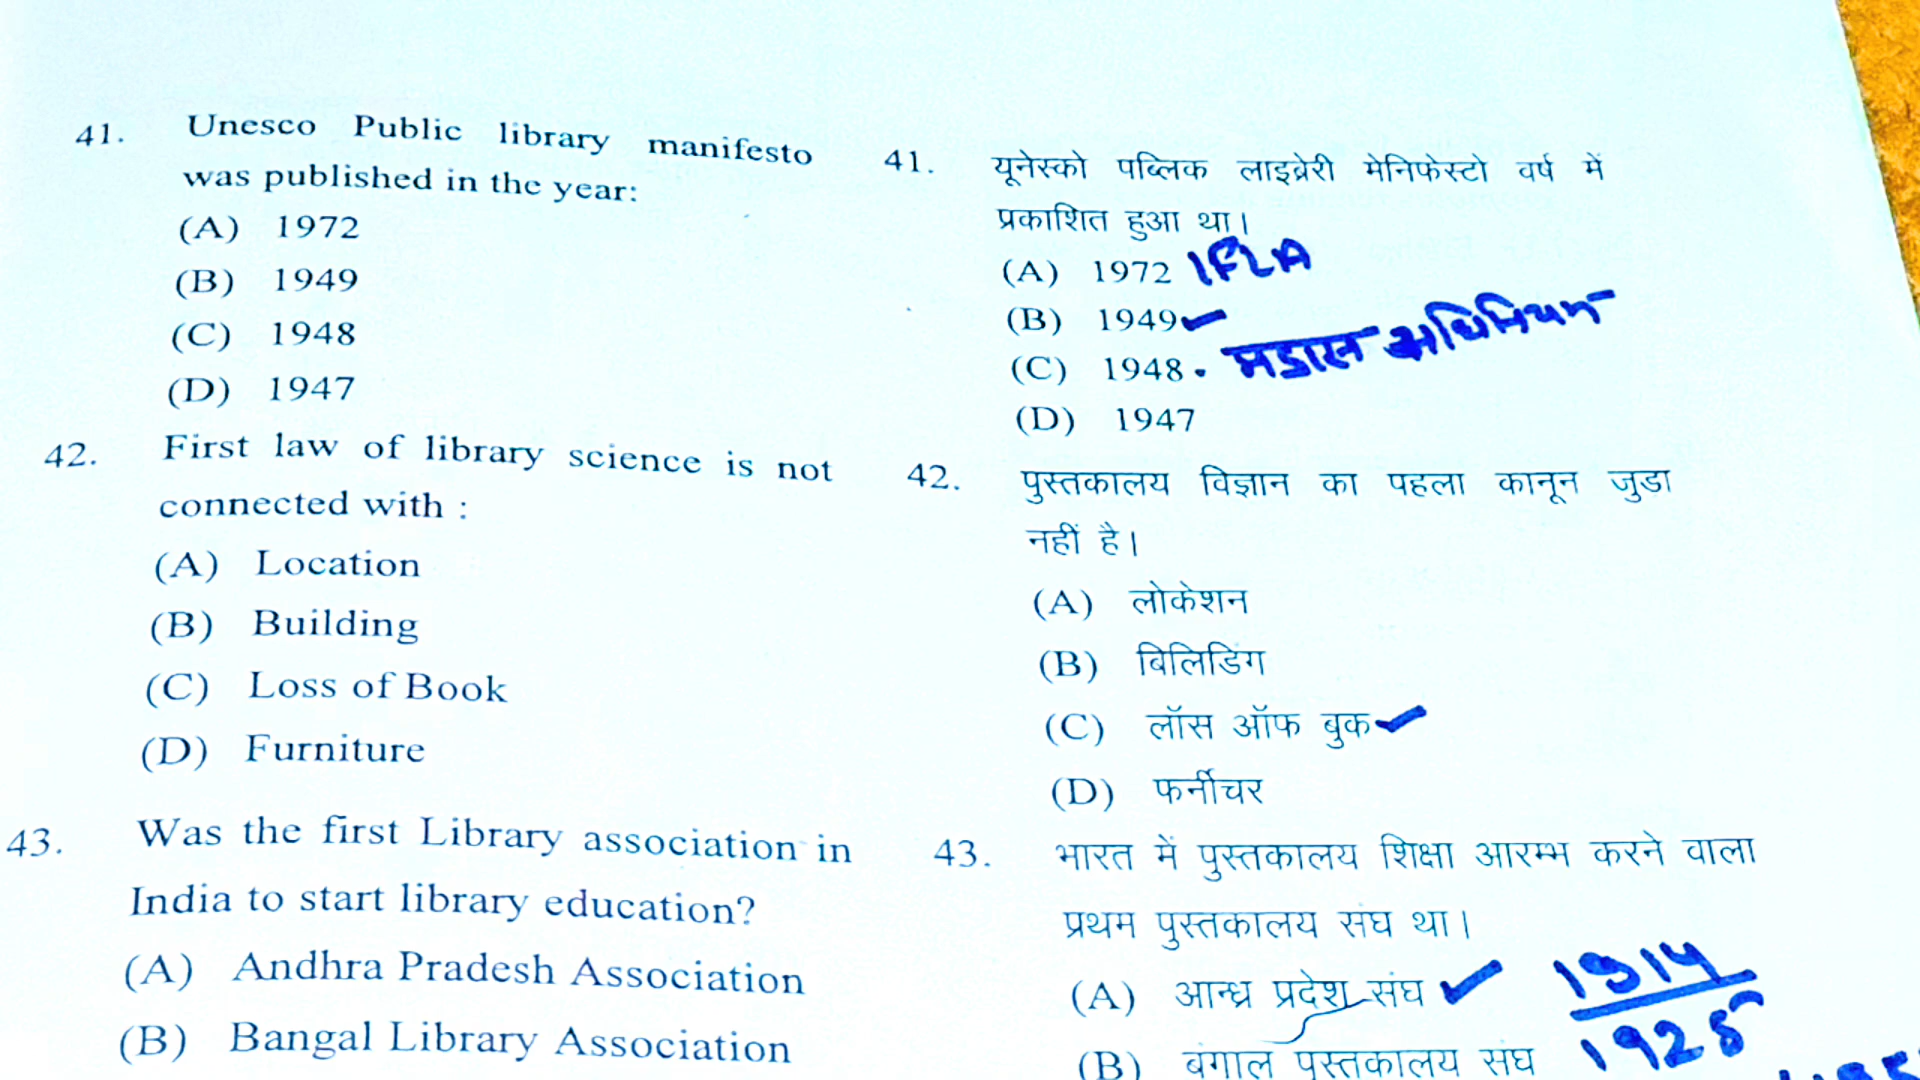 41. Unesco Public library manifesto
was published in the year:
(A) 1972
(B) 1949
(C) 1948
(D) 1947
42. First law of library science is not
connected with :
(A) Location
(B) Building
(C) Loss of Book
(D) Furniture
43. Was the first Library association in
India to start library education?
(A) Andhra Pradesh Association
(B) Bangal Library Association
41. यूनेस्को पब्लिक लाइब्रेरी मेनिफेस्टो वर्ष में
प्रकाशित हुआ था।
(A) 1972 IFLA
(B) 1949
(C) 1948. मद्रास अधिनियम
(D) 1947
42. पुस्तकालय विज्ञान का पहला कानून जुडा
नहीं है।
(A) लोकेशन
(B) बिलिडिंग
(C) लॉस ऑफ बुक
(D) फर्नीचर
43. भारत में पुस्तकालय शिक्षा आरम्भ करने वाला
प्रथम पुस्तकालय संघ था।
(A) आन्ध्र प्रदेश संघ 1914
(B) बंगाल पुस्तकालय संघ 1925